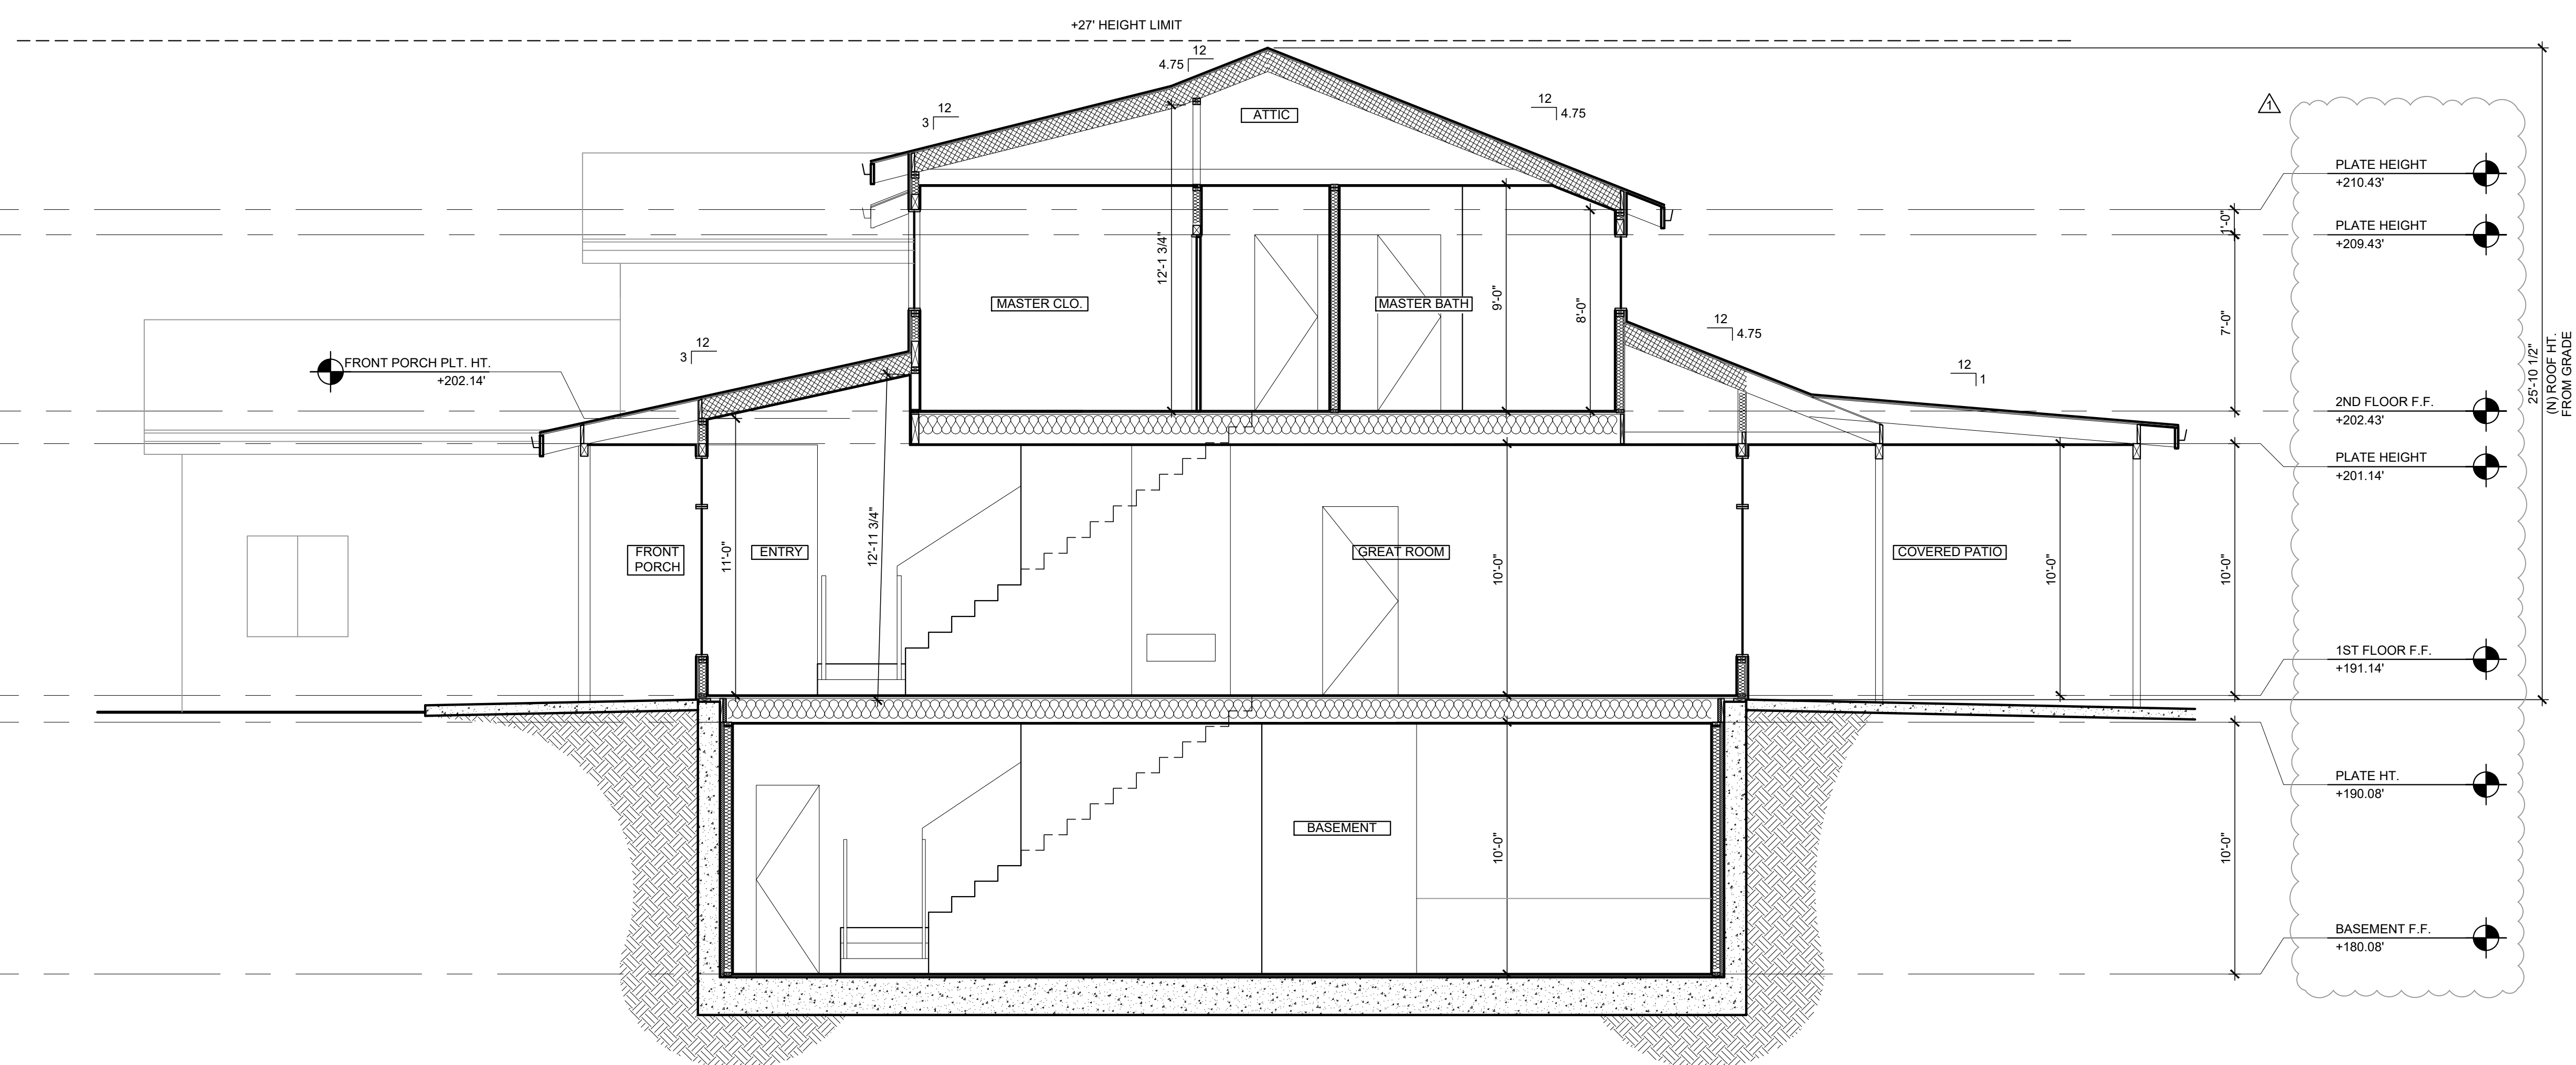 +27' HEIGHT LIMIT
12
4.75
12
3
12
4.75
ATTIC
1
PLATE HEIGHT
+210.43'
1'-0"
PLATE HEIGHT
+209.43'
12'-1 3/4"
MASTER CLO.
MASTER BATH
9'-0"
8'-0"
7'-0"
12
3
12
4.75
12
1
FRONT PORCH PLT. HT.
+202.14'
25'-10 1/2"
(N) ROOF HT.
FROM GRADE
2ND FLOOR F.F.
+202.43'
PLATE HEIGHT
+201.14'
FRONT
PORCH
11'-0"
ENTRY
12'-11 3/4"
GREAT ROOM
10'-0"
COVERED PATIO
10'-0"
10'-0"
1ST FLOOR F.F.
+191.14'
PLATE HT.
+190.08'
BASEMENT
10'-0"
10'-0"
BASEMENT F.F.
+180.08'